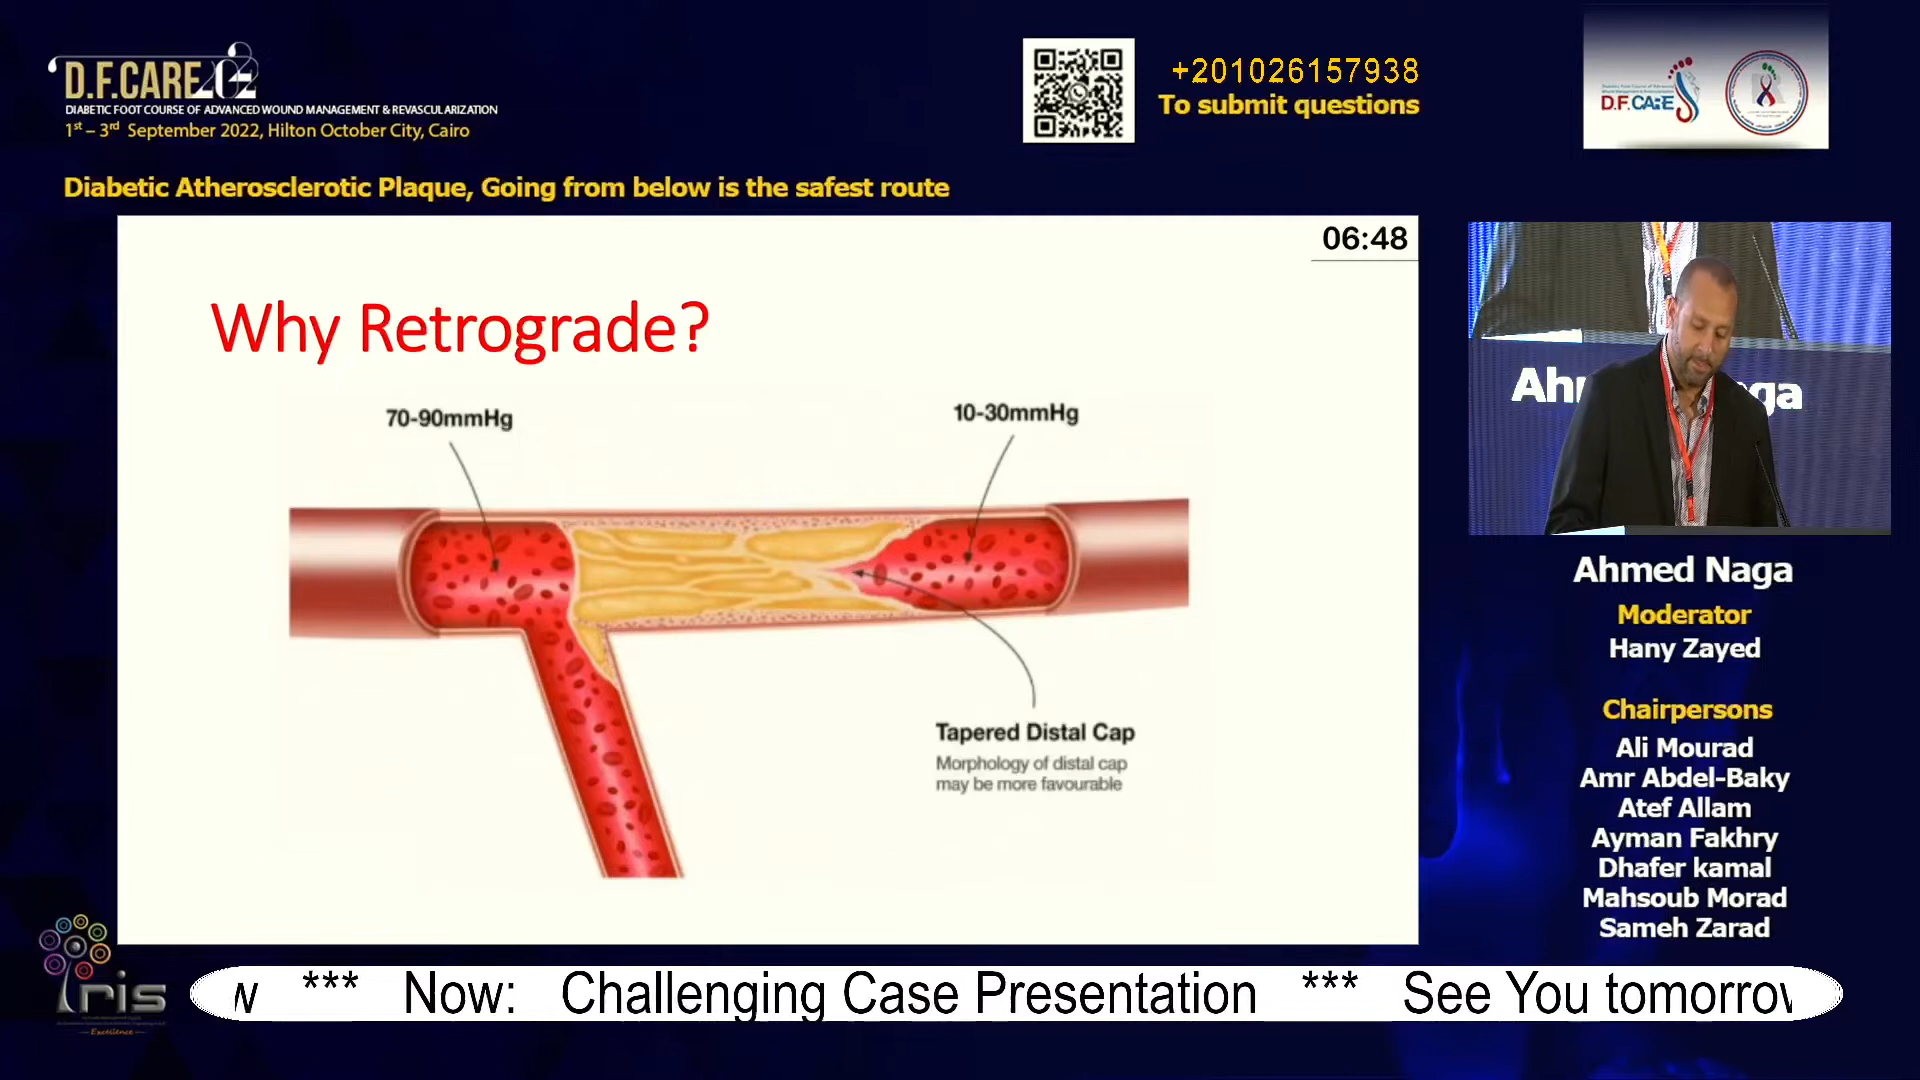 D.F.CARE 2022
DIABETIC FOOT COURSE OF ADVANCED WOUND MANAGEMENT & REVASCULARIZATION
1st – 3rd September 2022, Hilton October City, Cairo
+201026157938
To submit questions
D.F.CARE
Diabetic Atherosclerotic Plaque, Going from below is the safest route
06:48
Why Retrograde?
70-90mmHg
10-30mmHg
Tapered Distal Cap
Morphology of distal cap
may be more favourable
Ahmed Naga
Moderator
Hany Zayed
Chairpersons
Ali Mourad
Amr Abdel-Baky
Atef Allam
Ayman Fakhry
Dhafer kamal
Mahsoub Morad
Sameh Zarad
Iris
Excellence
w *** Now: Challenging Case Presentation *** See You tomorrow